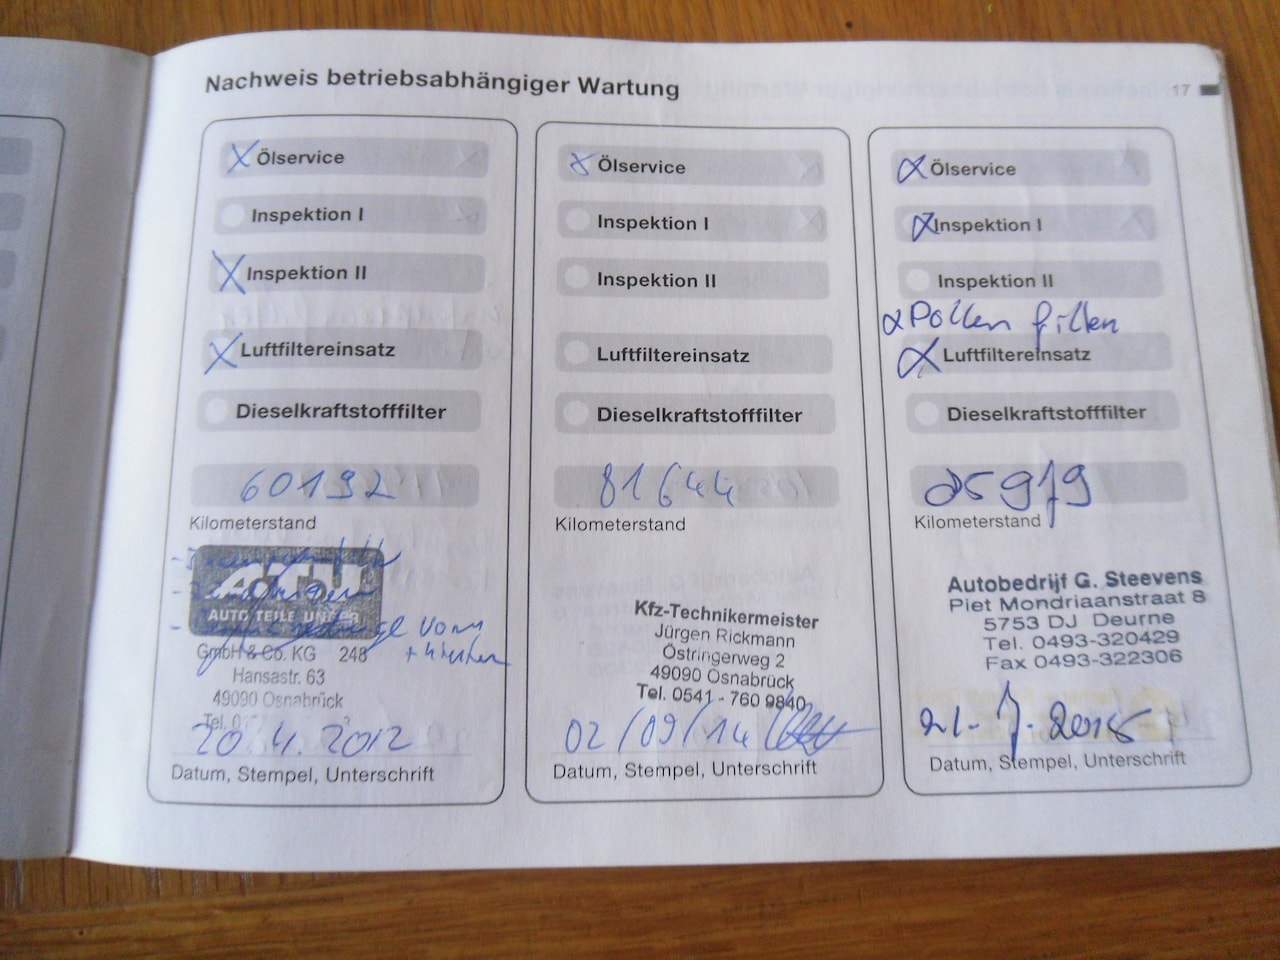 Nachweis betriebsabhängiger Wartung
17
Ölservice
Inspektion I
Inspektion II
Luftfiltereinsatz
Dieselkraftstofffilter
60192
Kilometerstand
ATU
AUTO TEILE UNGER
vorn
GmbH & Co. KG 248
Hansastr. 63
49090 Osnabrück
Tel.
20.4.2012
Datum, Stempel, Unterschrift
Ölservice
Inspektion I
Inspektion II
Luftfiltereinsatz
Dieselkraftstofffilter
81644
Kilometerstand
Kfz-Technikermeister
Jürgen Rickmann
Östringerweg 2
49090 Osnabrück
Tel. 0541 - 760 9840
02/09/14
Datum, Stempel, Unterschrift
Ölservice
Inspektion I
Inspektion II
Pollen filter
Luftfiltereinsatz
Dieselkraftstofffilter
Kilometerstand
Autobedrijf G. Steevens
Piet Mondriaanstraat 8
5753 DJ Deurne
Tel. 0493-320429
Fax 0493-322306
Datum, Stempel, Unterschrift